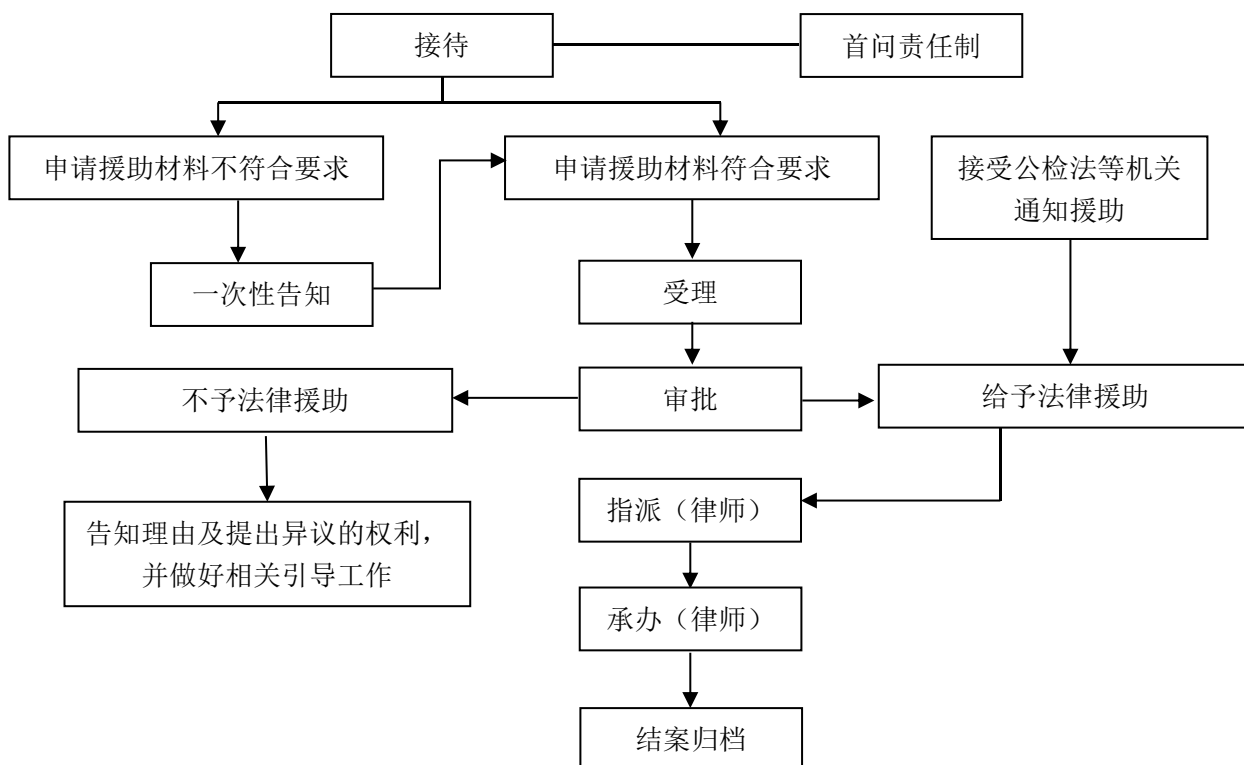 接待
首问责任制
申请援助材料不符合要求
申请援助材料符合要求
接受公检法等机关
通知援助
一次性告知
受理
不予法律援助
审批
给予法律援助
指派（律师）
告知理由及提出异议的权利，
并做好相关引导工作
承办（律师）
结案归档